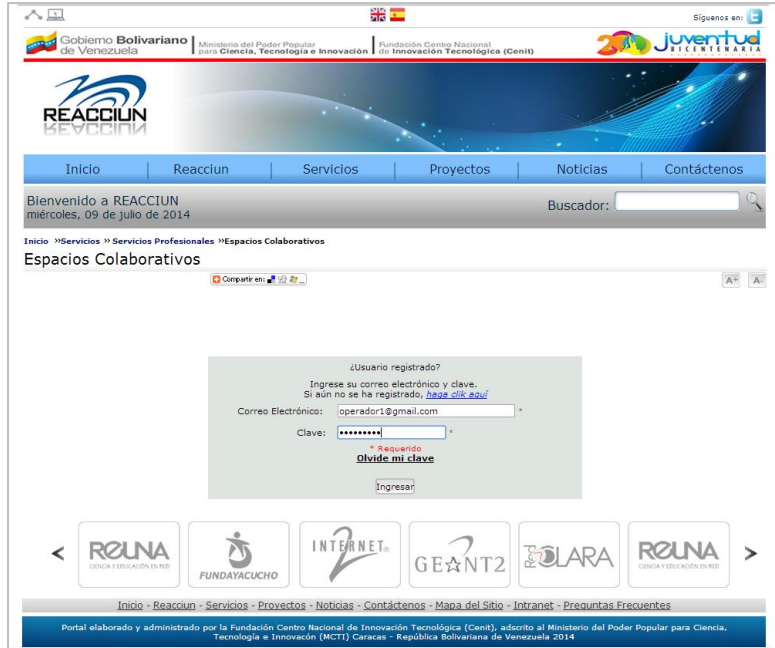 Síguenos en:
Gobierno Bolivariano
de Venezuela
Ministerio del Poder Popular
para Ciencia, Tecnología e Innovación
Fundación Centro Nacional
de Innovación Tecnológica (Cenit)
200 juventud
BICENTENARIA
REACCIUN
Inicio Reacciun Servicios Proyectos Noticias Contáctenos
Bienvenido a REACCIUN
miércoles, 09 de julio de 2014
Buscador:
Inicio »Servicios » Servicios Profesionales »Espacios Colaborativos
Espacios Colaborativos
Compartir en: ...
A+ A-
¿Usuario registrado?
Ingrese su correo electrónico y clave.
Si aún no se ha registrado, haga clik aquí
Correo Electrónico: operador1@gmail.com *
Clave: ••••••••• *
* Requerido
Olvide mi clave
Ingresar
< REUNA FUNDAYACUCHO INTERNET2 GEANT2 CLARA REUNA >
CIENCIA Y EDUCACIÓN EN RED CIENCIA Y EDUCACIÓN EN RED
Inicio - Reacciun - Servicios - Proyectos - Noticias - Contáctenos - Mapa del Sitio - Intranet - Preguntas Frecuentes
Portal elaborado y administrado por la Fundación Centro Nacional de Innovación Tecnológica (Cenit), adscrito al Ministerio del Poder Popular para Ciencia,
Tecnología e Innovacón (MCTI) Caracas - República Bolivariana de Venezuela 2014